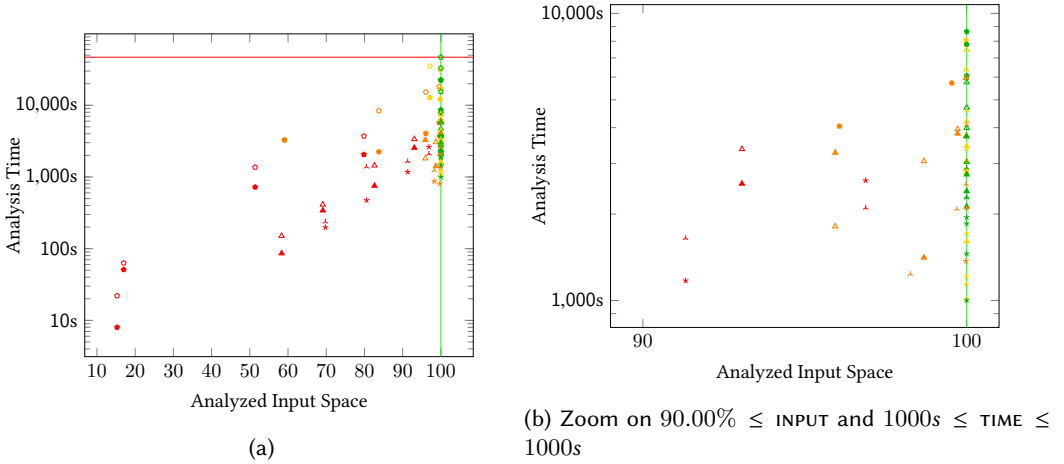 Analysis Time
10,000s
1,000s
100s
10s
10 20 30 40 50 60 70 80 90 100
Analyzed Input Space
(a)
Analysis Time
10,000s
1,000s
90 100
Analyzed Input Space
(b) Zoom on 90.00% ≤ INPUT and 1000s ≤ TIME ≤
1000s